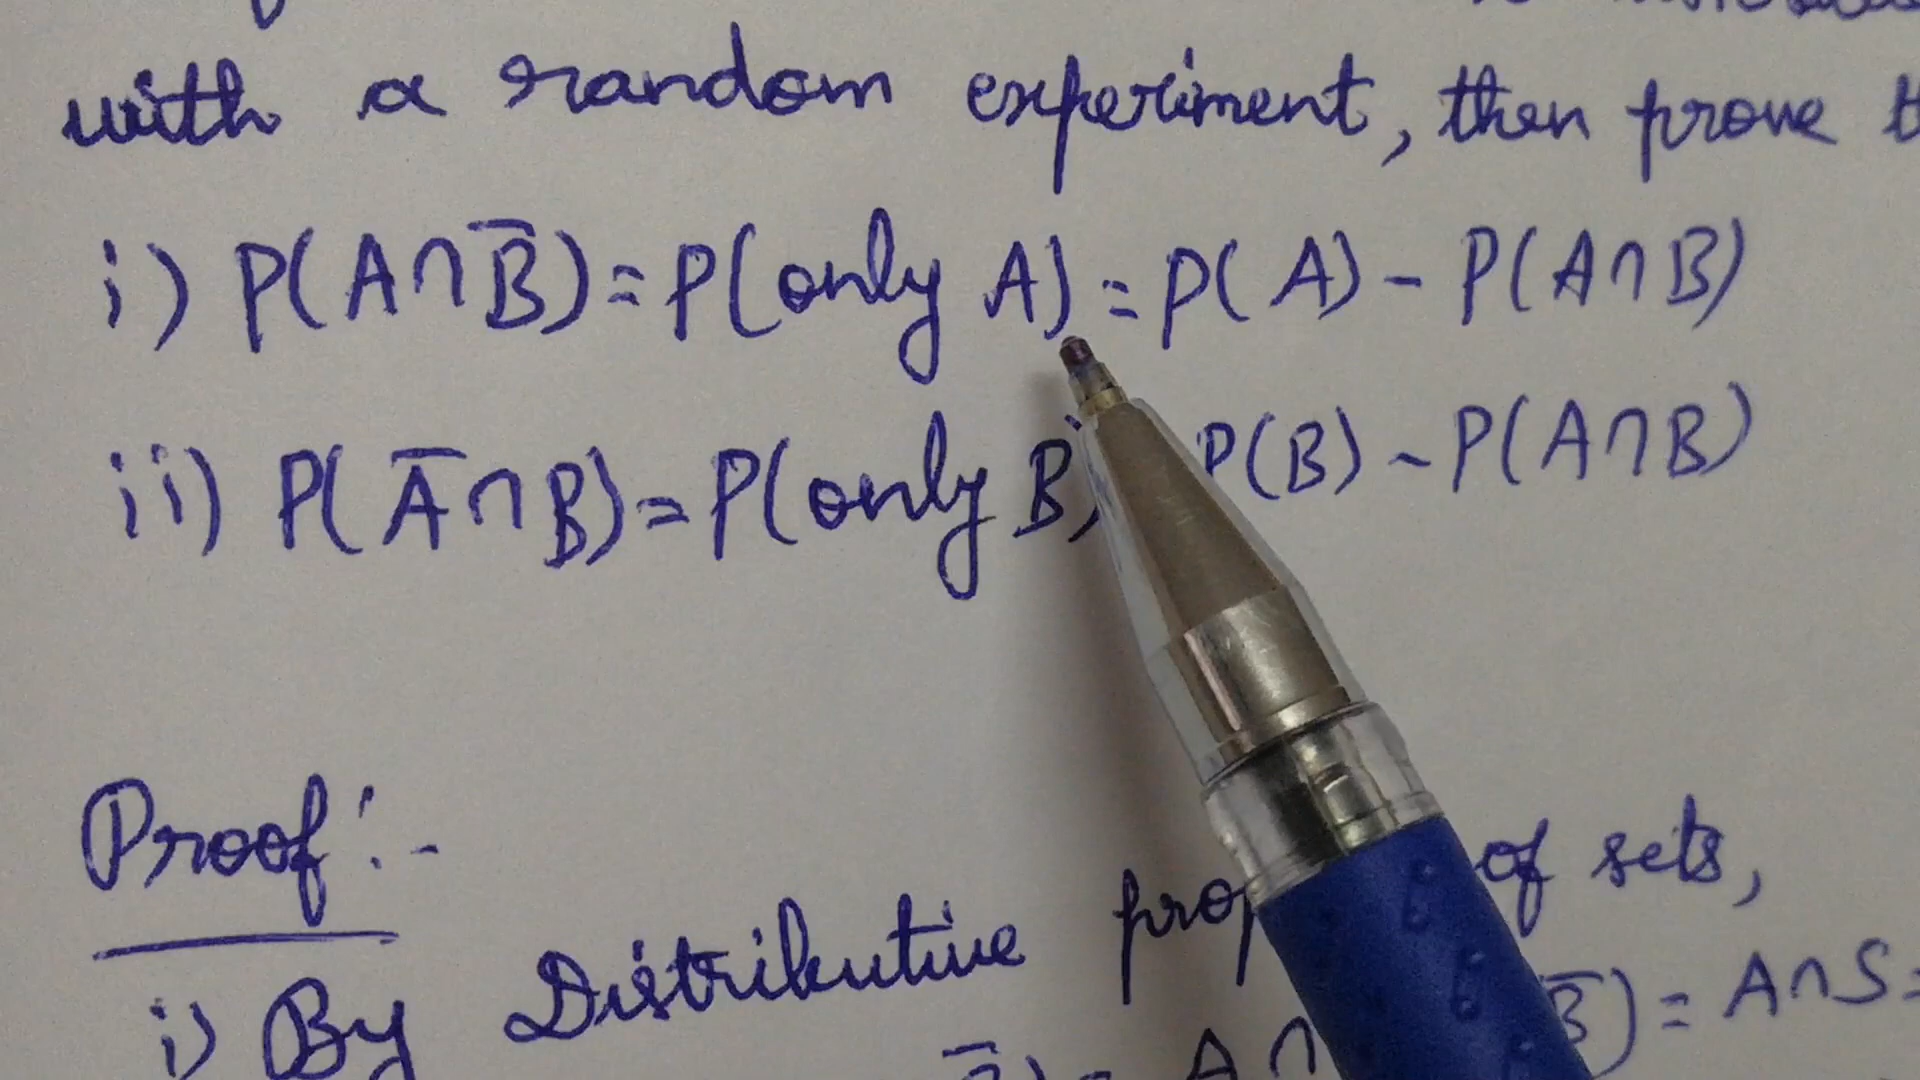 with a random experiment, then prove
i) P(A∩B̅) = P(only A) = P(A) - P(A∩B)
ii) P(A̅∩B) = P(only B) P(B) - P(A∩B)
Proof :-
i) By Distributive prop of sets,
B̅) = A∩S =
A∩